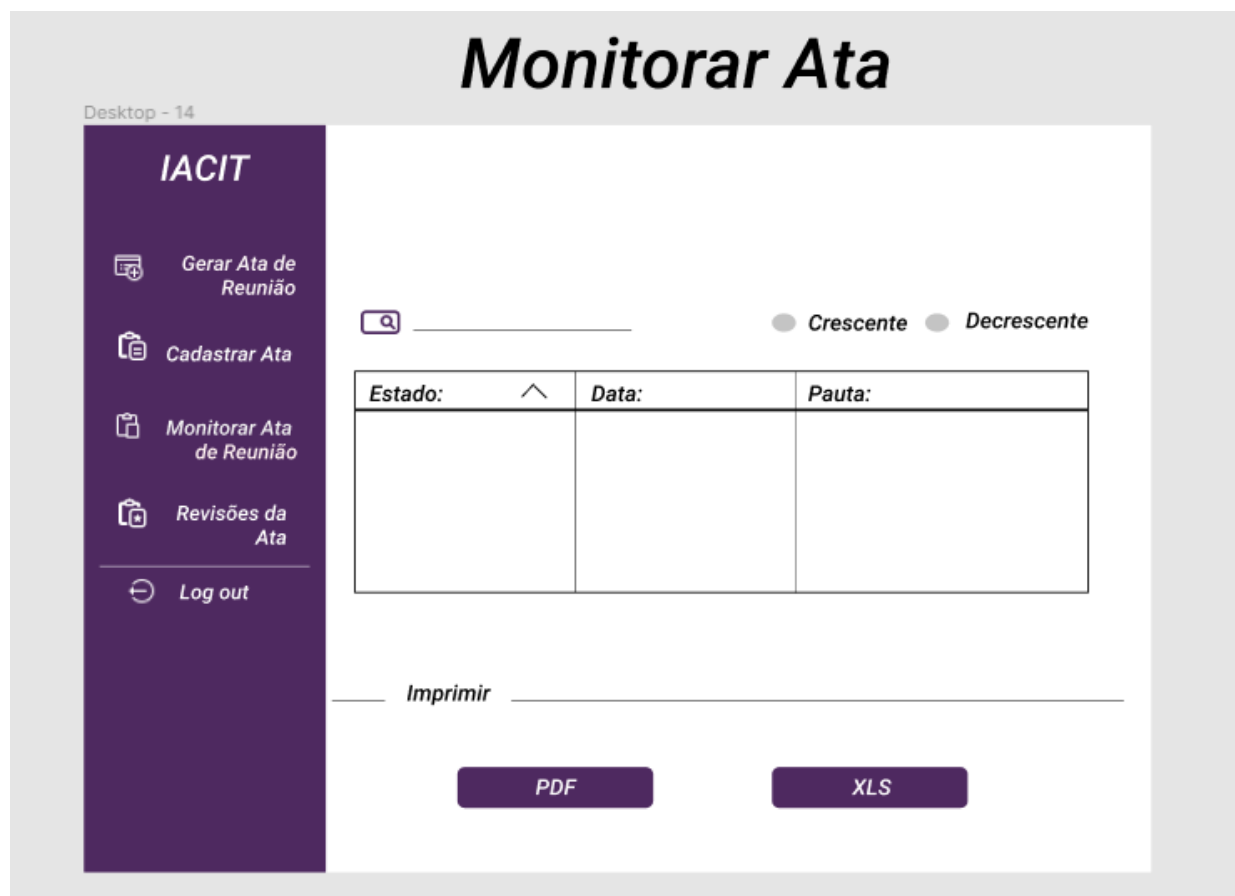 Monitorar Ata
Desktop - 14
IACIT
Gerar Ata de
Reunião
Cadastrar Ata
Monitorar Ata
de Reunião
Revisões da
Ata
Log out
Crescente
Decrescente
Estado:
Data:
Pauta:
Imprimir
PDF
XLS